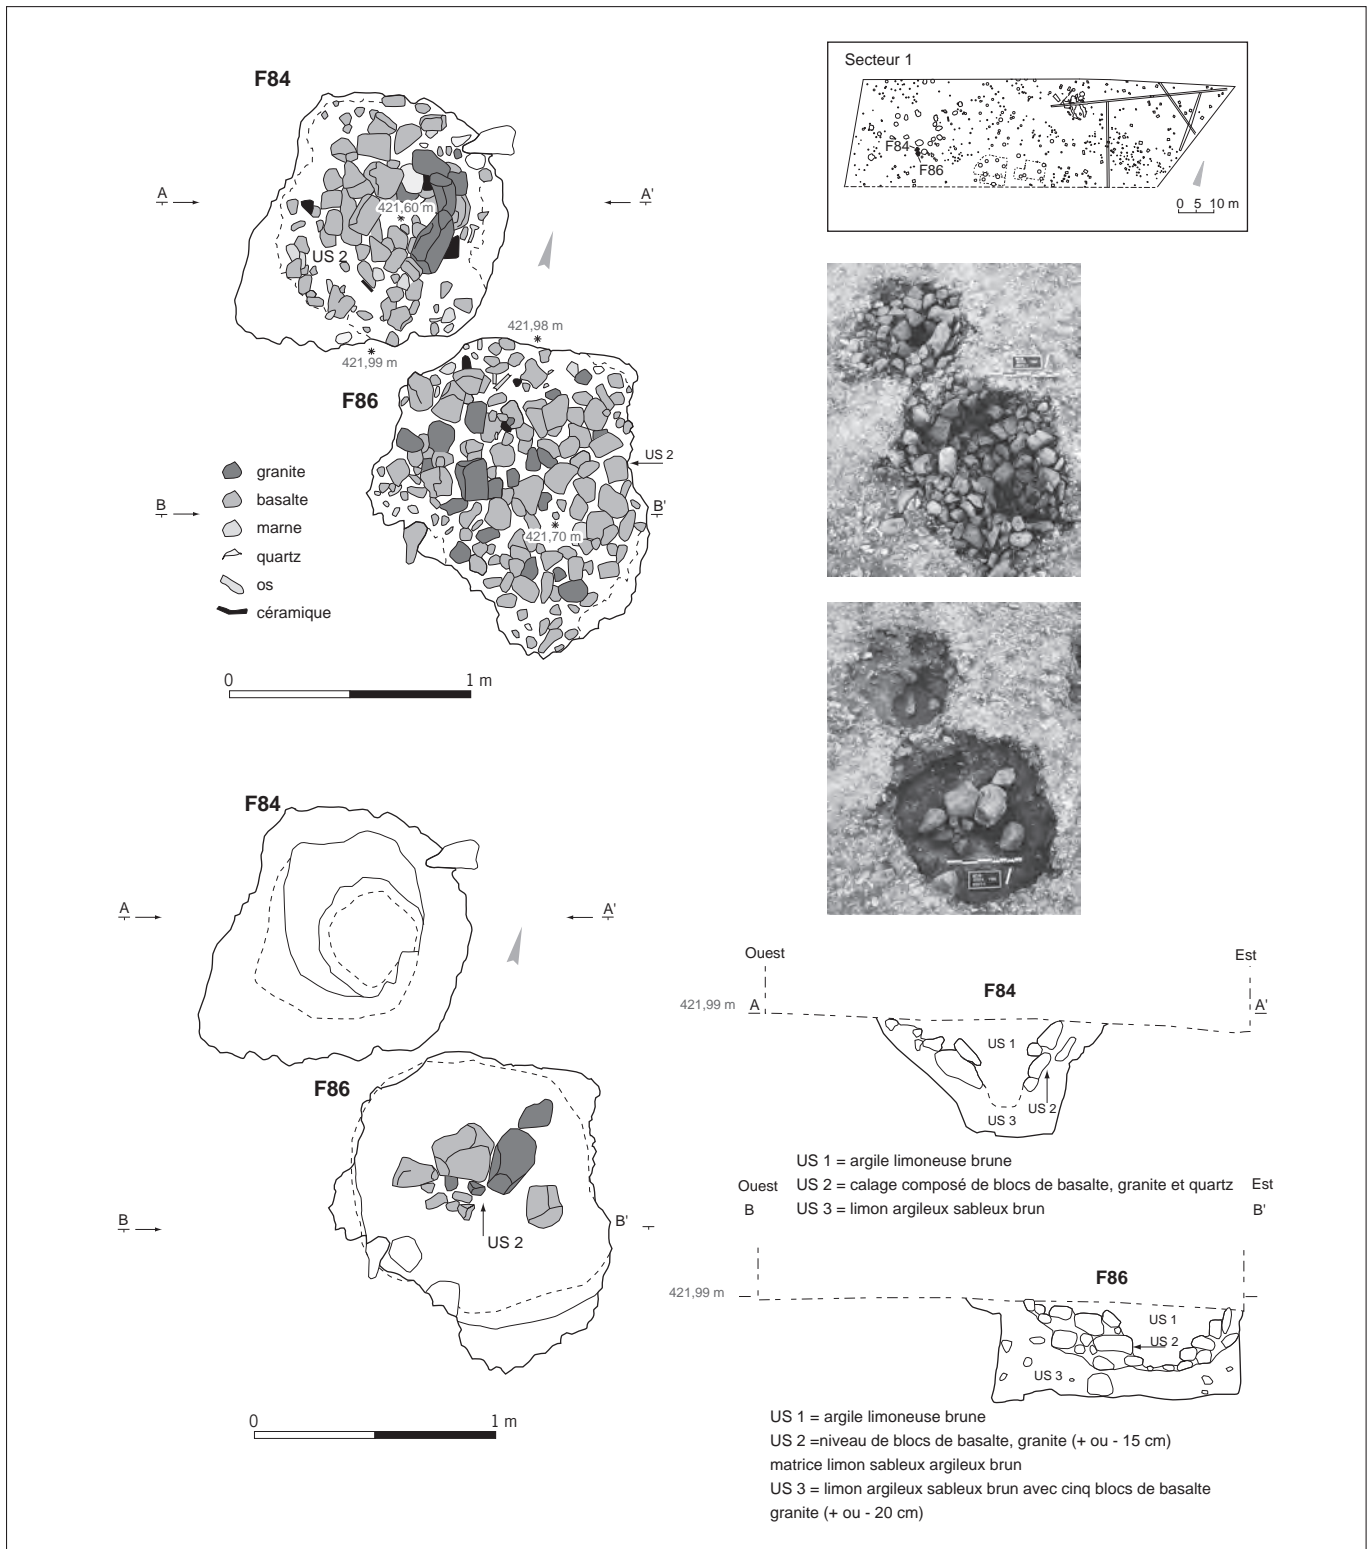 F84
A
A'
421,60 m
US 2
421,99 m
421,98 m
F86
US 2
B
B'
421,70 m
granite
basalte
marne
quartz
os
céramique
0 1 m
Secteur 1
F84
F86
0 5 10 m
F84
A
A'
F86
B
B'
US 2
0 1 m
Ouest
Est
F84
421,99 m
A
A'
US 1
US 2
US 3
US 1 = argile limoneuse brune
US 2 = calage composé de blocs de basalte, granite et quartz
US 3 = limon argileux sableux brun
Ouest
Est
B
B'
F86
421,99 m
US 1
US 2
US 3
US 1 = argile limoneuse brune
US 2 =niveau de blocs de basalte, granite (+ ou - 15 cm)
matrice limon sableux argileux brun
US 3 = limon argileux sableux brun avec cinq blocs de basalte
granite (+ ou - 20 cm)